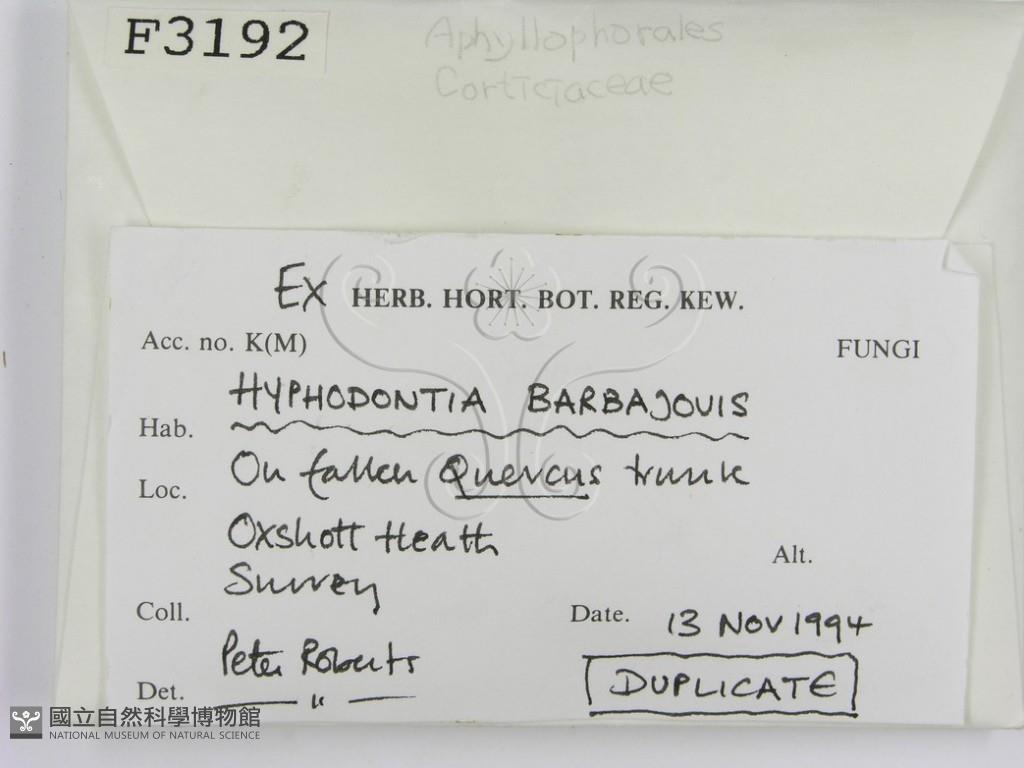 F3192
Aphyllophorales
Corticiaceae
Ex HERB. HORT. BOT. REG. KEW.
Acc. no. K(M)
FUNGI
HYPHODONTIA BARBAJOVIS
Hab.
On fallen Quercus trunk
Loc.
Oxshott Heath
Surrey
Alt.
Coll.
Date. 13 NOV 1994
Peter Roberts
DUPLICATE
Det. — " —
國立自然科學博物館
NATIONAL MUSEUM OF NATURAL SCIENCE